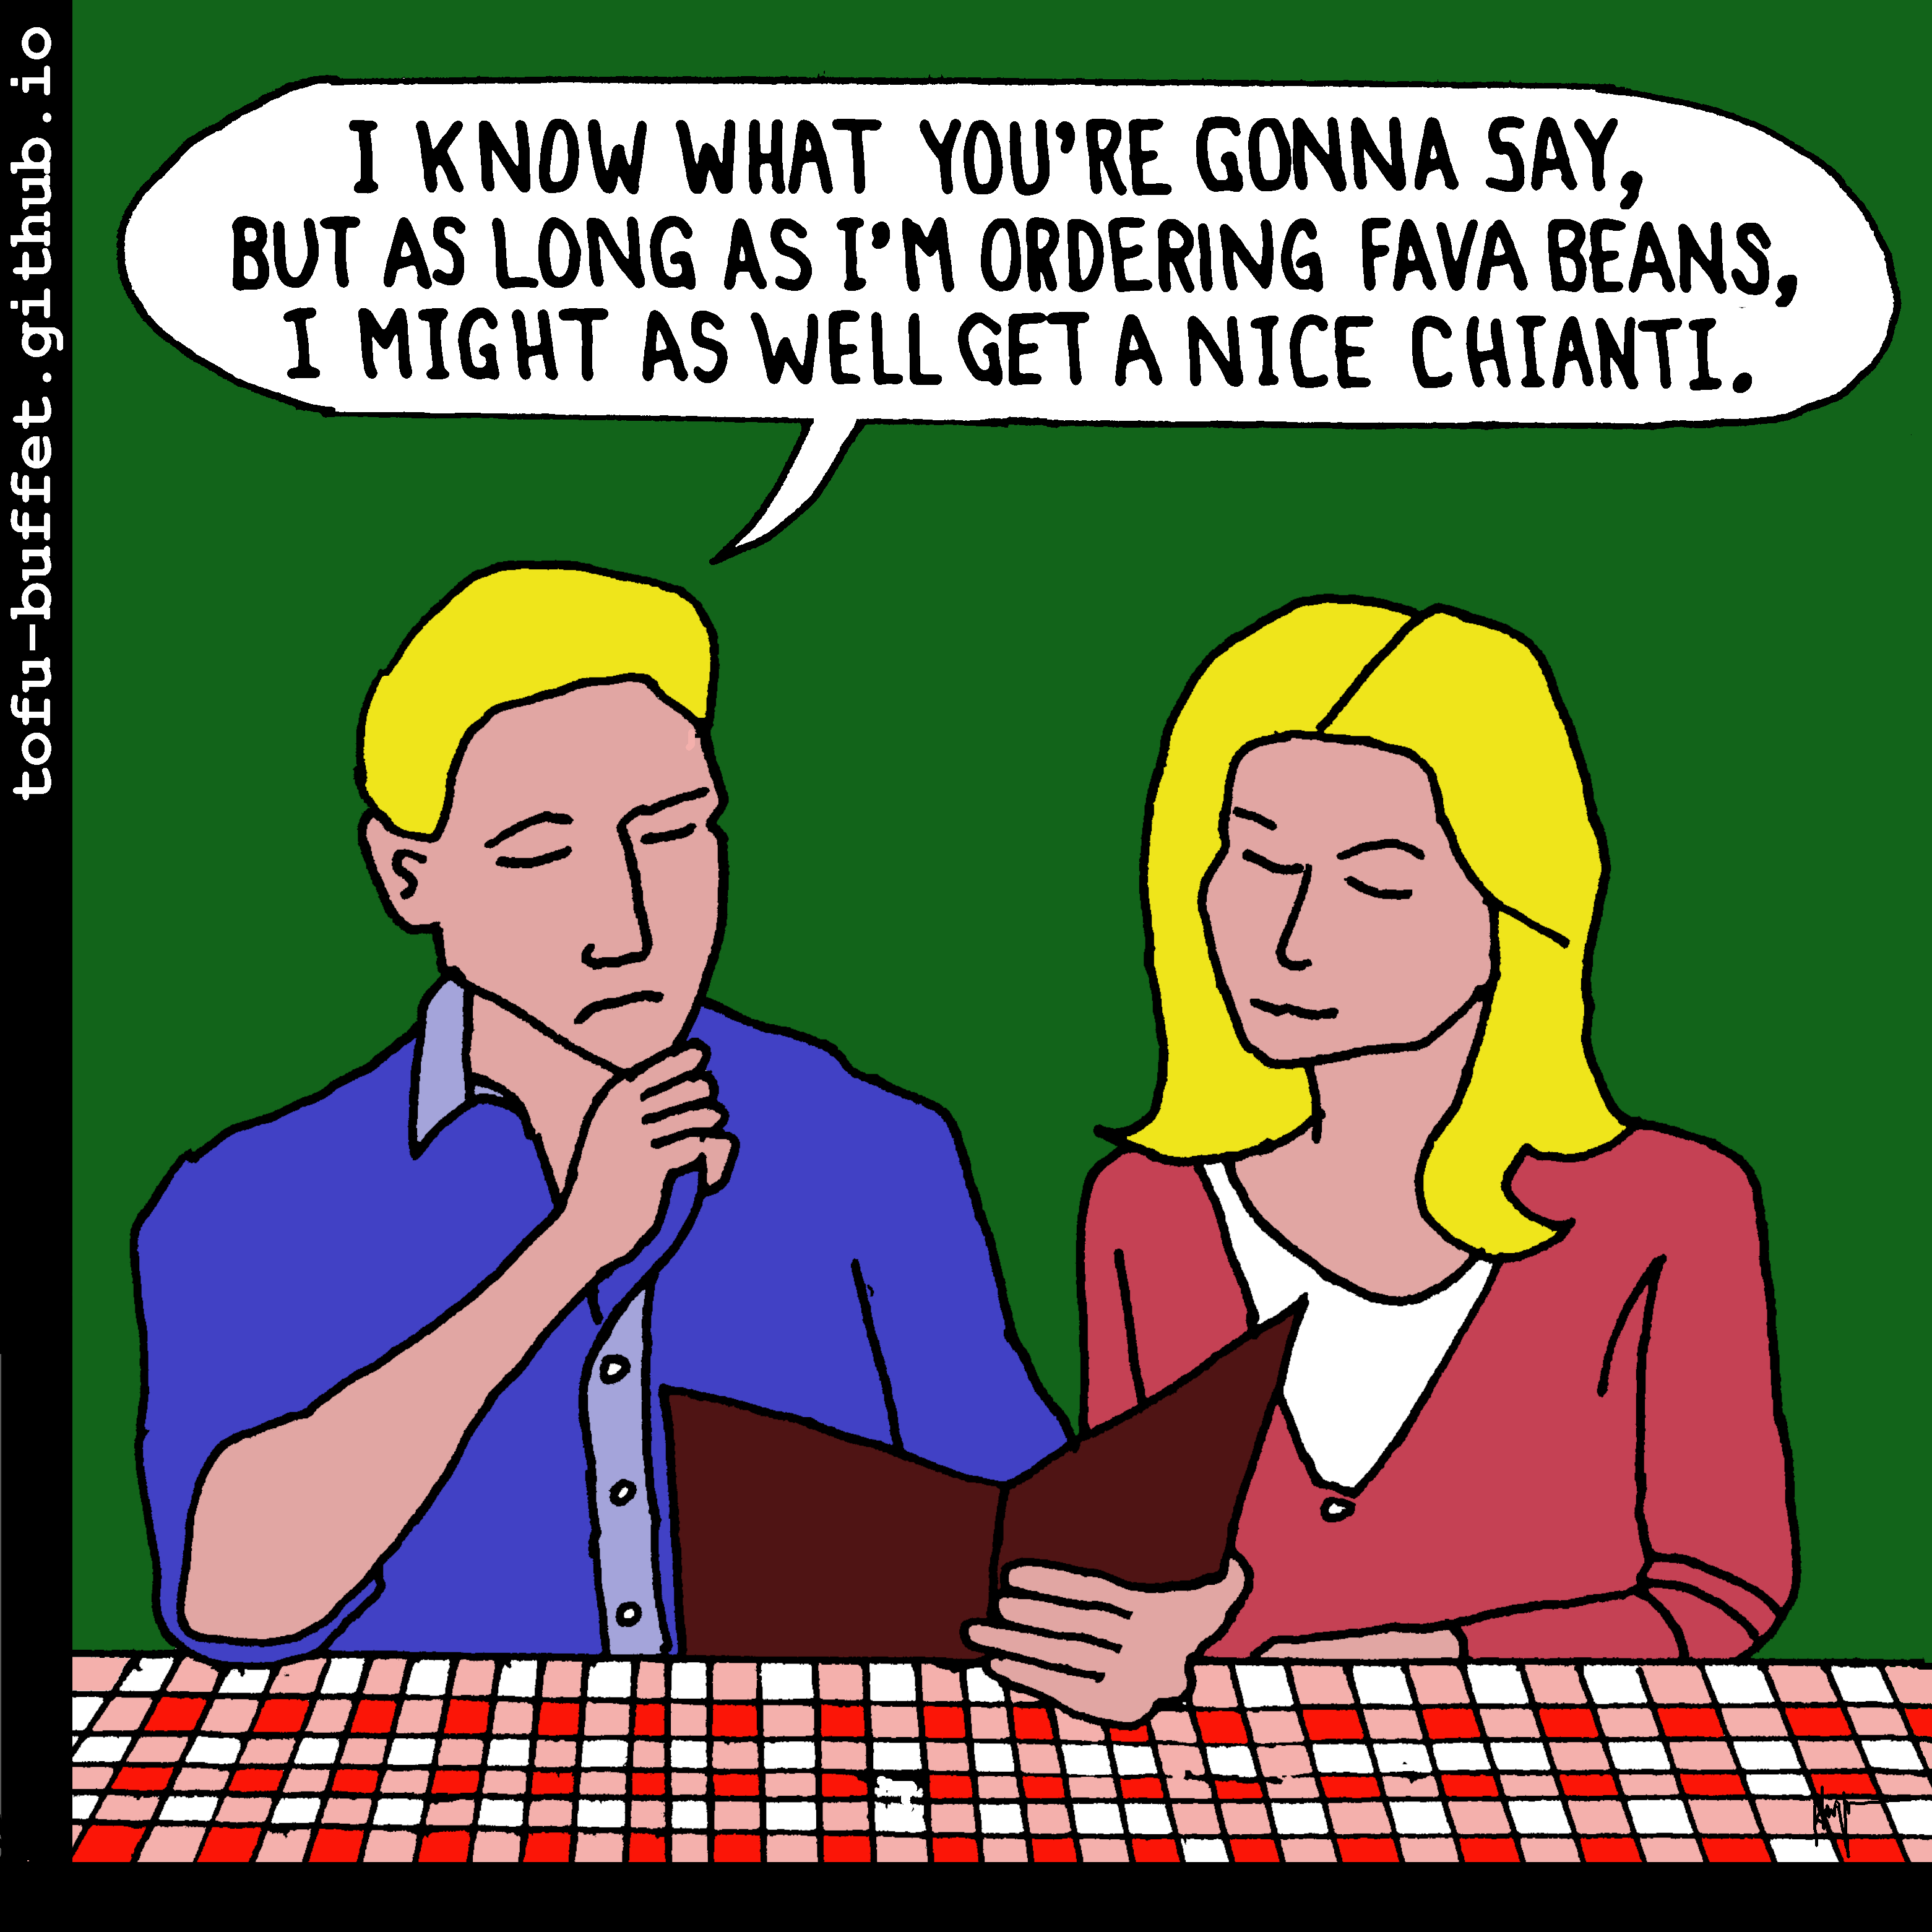 tofu-buffet.github.io
I KNOW WHAT YOU'RE GONNA SAY,
BUT AS LONG AS I'M ORDERING FAVA BEANS,
I MIGHT AS WELL GET A NICE CHIANTI.